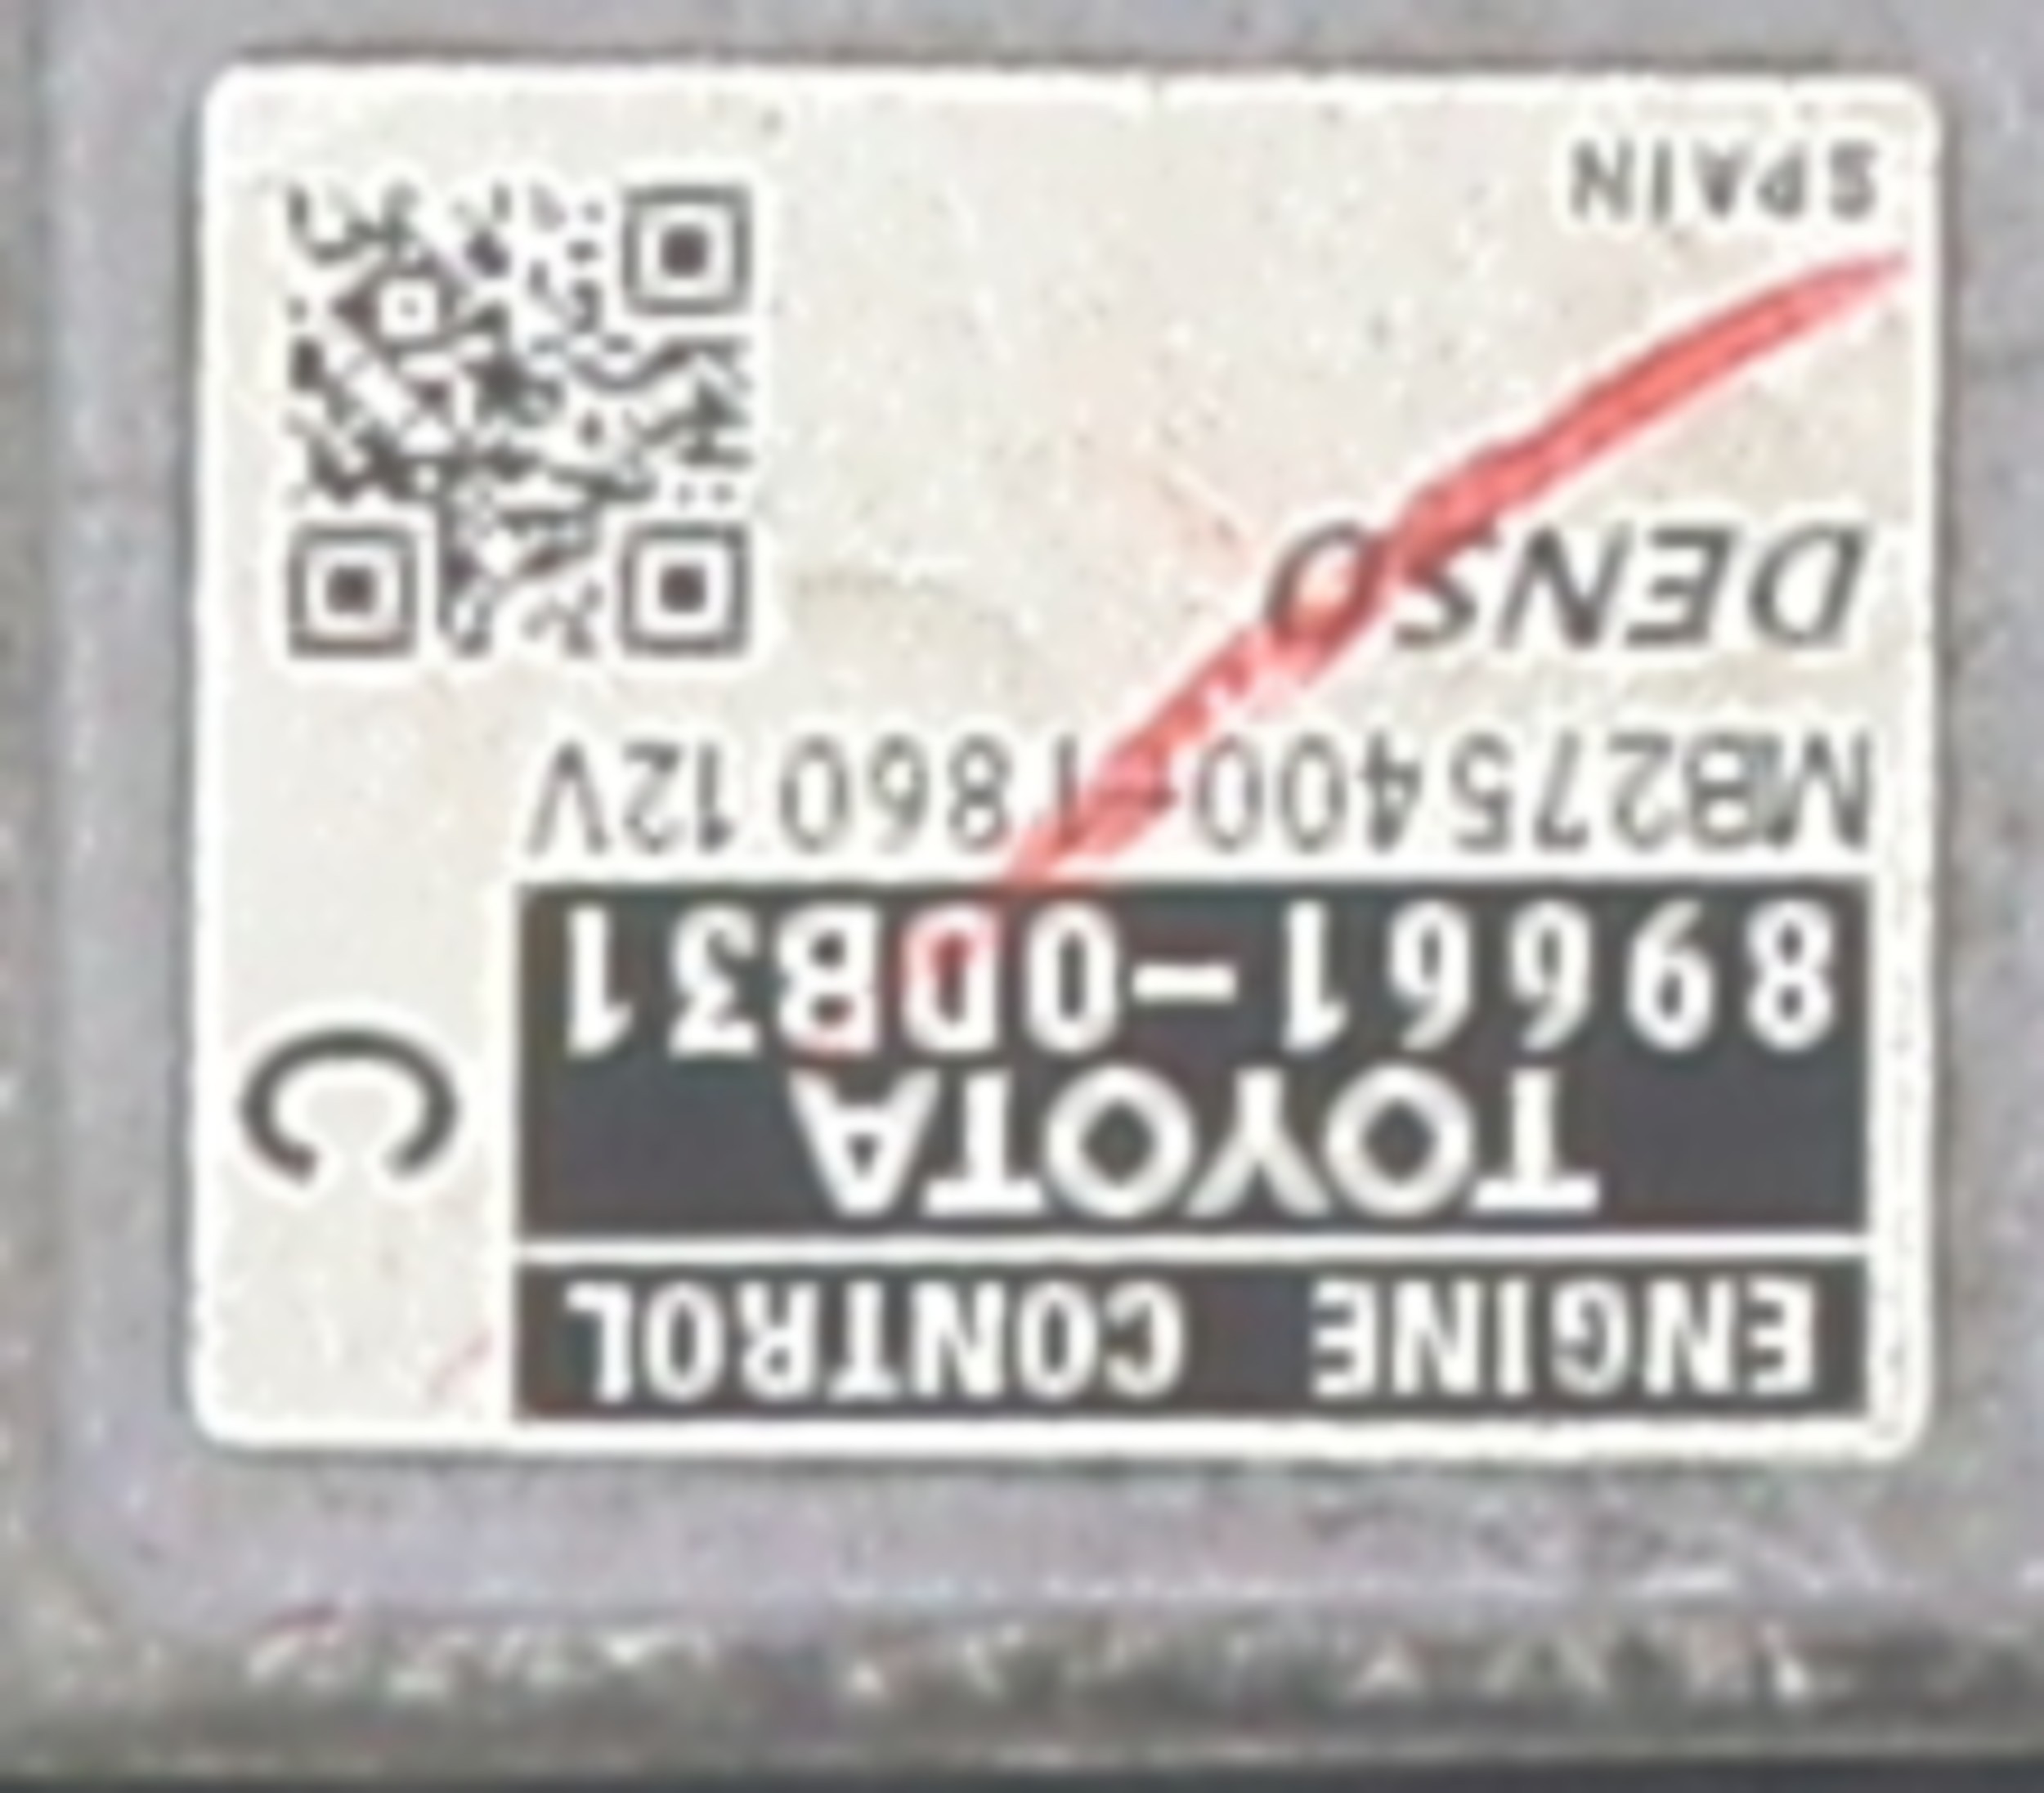 ENGINE CONTROL
TOYOTA
89661-0DB31
C
MB275400-1860 12V
DENSO
SPAIN